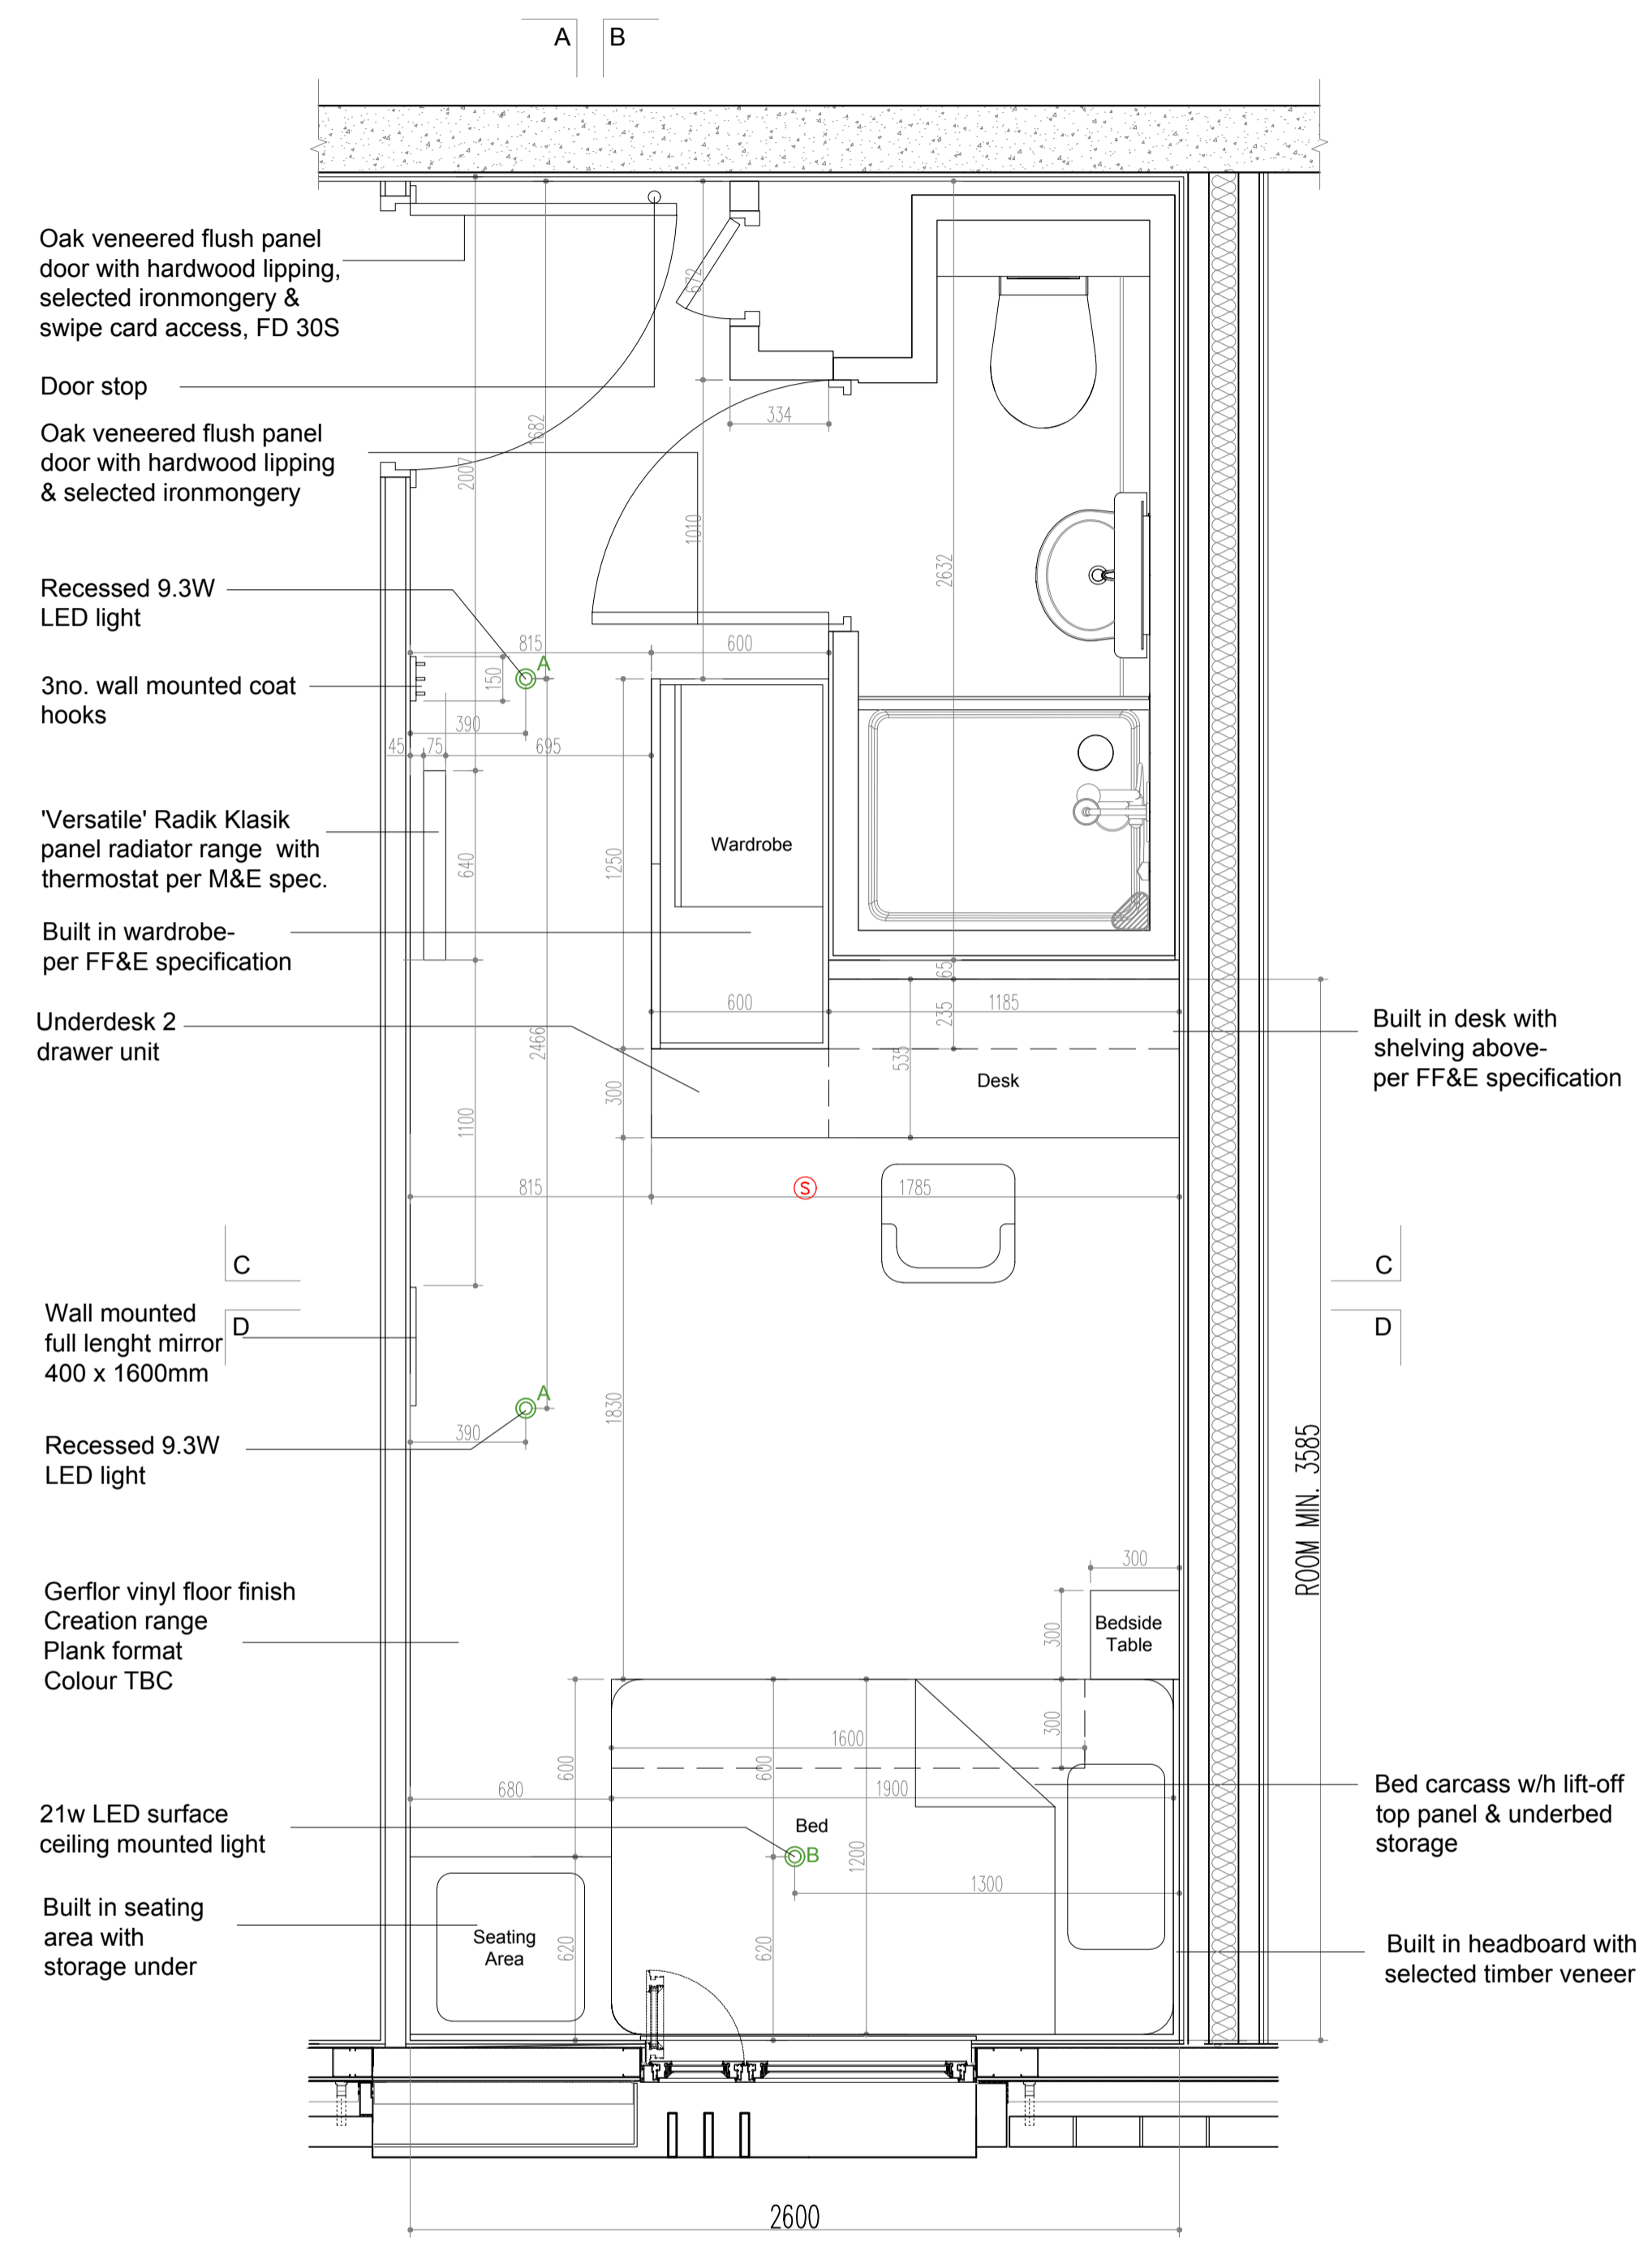 A
B
Oak veneered flush panel
door with hardwood lipping,
selected ironmongery &
swipe card access, FD 30S
Door stop
Oak veneered flush panel
door with hardwood lipping
& selected ironmongery
Recessed 9.3W
LED light
3no. wall mounted coat
hooks
'Versatile' Radik Klasik
panel radiator range with
thermostat per M&E spec.
Built in wardrobe-
per FF&E specification
Underdesk 2
drawer unit
C
Wall mounted
full lenght mirror
400 x 1600mm
D
Recessed 9.3W
LED light
Gerflor vinyl floor finish
Creation range
Plank format
Colour TBC
21w LED surface
ceiling mounted light
Built in seating
area with
storage under
672
334
1682
2007
1010
2632
815
600
A
150
390
45
75
695
640
1250
Wardrobe
65
600
235
1185
2466
535
Desk
300
1100
815
S
1785
A
390
1830
300
Bedside
Table
300
300
1600
600
600
680
1900
Bed
B
1200
1300
Seating
Area
620
620
2600
Built in desk with
shelving above-
per FF&E specification
C
D
ROOM MIN. 3585
Bed carcass w/h lift-off
top panel & underbed
storage
Built in headboard with
selected timber veneer